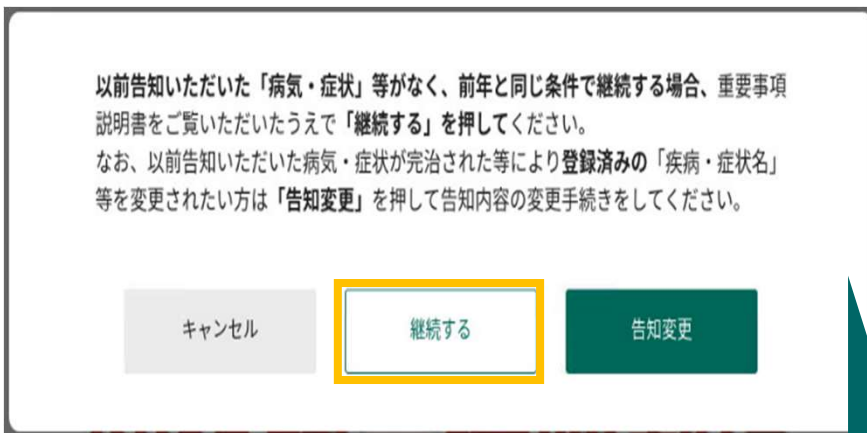 以前告知いただいた「病気・症状」等がなく、前年と同じ条件で継続する場合、重要事項
説明書をご覧いただいたうえで「継続する」を押してください。
なお、以前告知いただいた病気・症状が完治された等により登録済みの「疾病・症状名」
等を変更されたい方は「告知変更」を押して告知内容の変更手続きをしてください。
キャンセル
継続する
告知変更